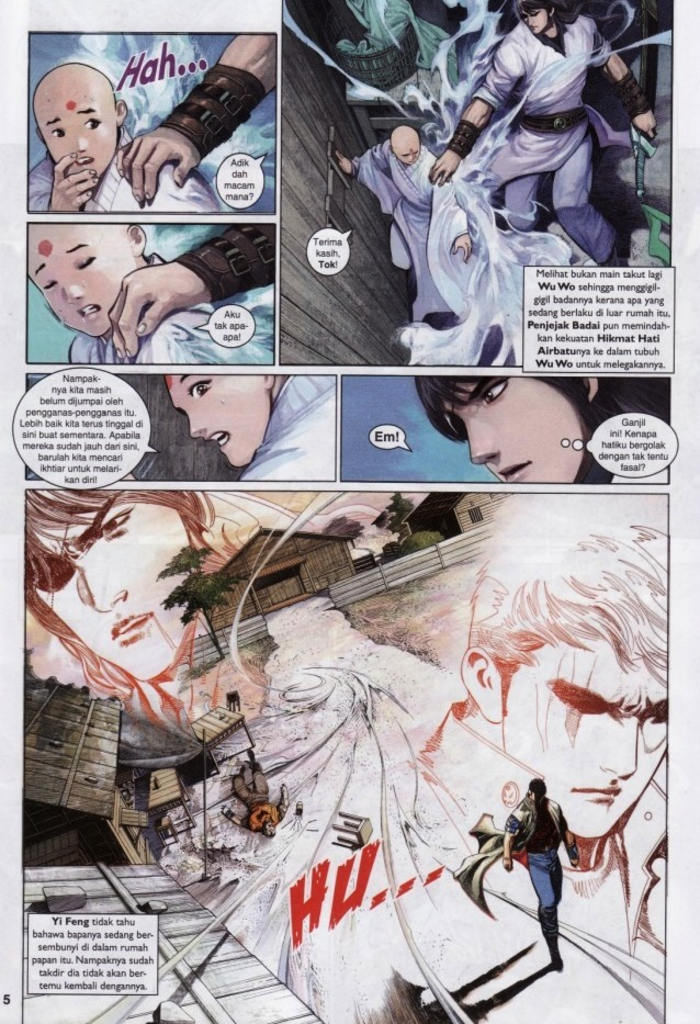 Hah...
Adik
dah
macam
mana?
Terima
kasih,
Tok!
Melihat bukan main takut lagi
Wu Wo sehingga menggigil-
gigil badannya kerana apa yang
sedang berlaku di luar rumah itu,
Penjejak Badai pun memindah-
kan kekuatan Hikmat Hati
Airbatunya ke dalam tubuh
Wu Wo untuk melegakannya.
Aku
tak apa-
apa!
Nampak-
nya kita masih
belum dijumpai oleh
pengganas-pengganas itu.
Lebih baik kita terus tinggal di
sini buat sementara. Apabila
mereka sudah jauh dari sini,
barulah kita mencari
ikhtiar untuk melari-
kan diri!
Em!
Ganjil
ini! Kenapa
hatiku bergolak
dengan tak tentu
fasal?
HU...
Yi Feng tidak tahu
bahawa bapanya sedang ber-
sembunyi di dalam rumah
papan itu. Nampaknya sudah
takdir dia tidak akan ber-
temu kembali dengannya.
5